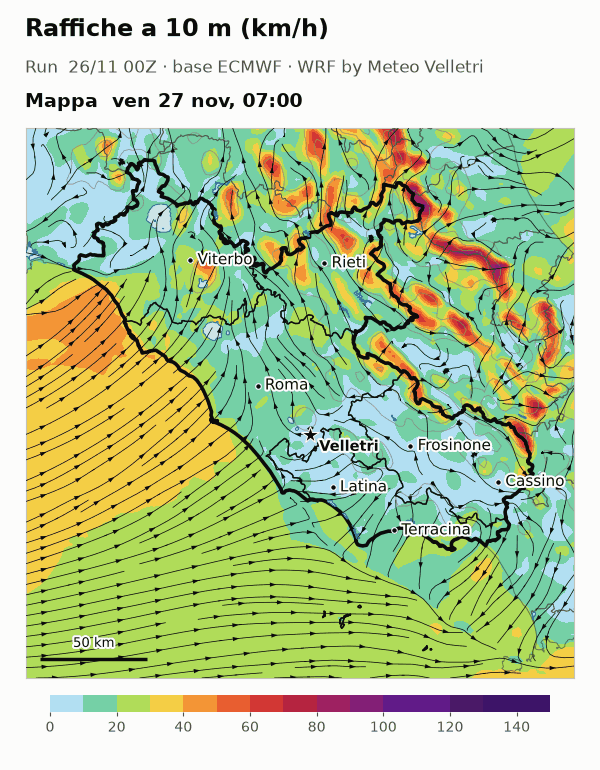 Raffiche a 10 m (km/h)
Run  26/11 00Z · base ECMWF · WRF by Meteo Velletri
Mappa  ven 27 nov, 07:00
Viterbo
Rieti
Roma
Velletri
Frosinone
Latina
Cassino
Terracina
50 km
0 20 40 60 80 100 120 140